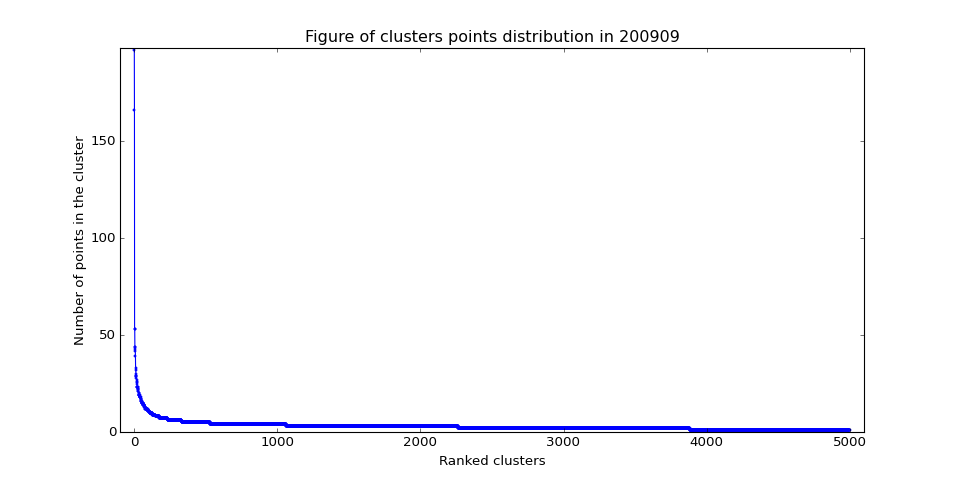 Figure of clusters points distribution in 200909
Number of points in the cluster
150
100
50
0
0 1000 2000 3000 4000 5000
Ranked clusters